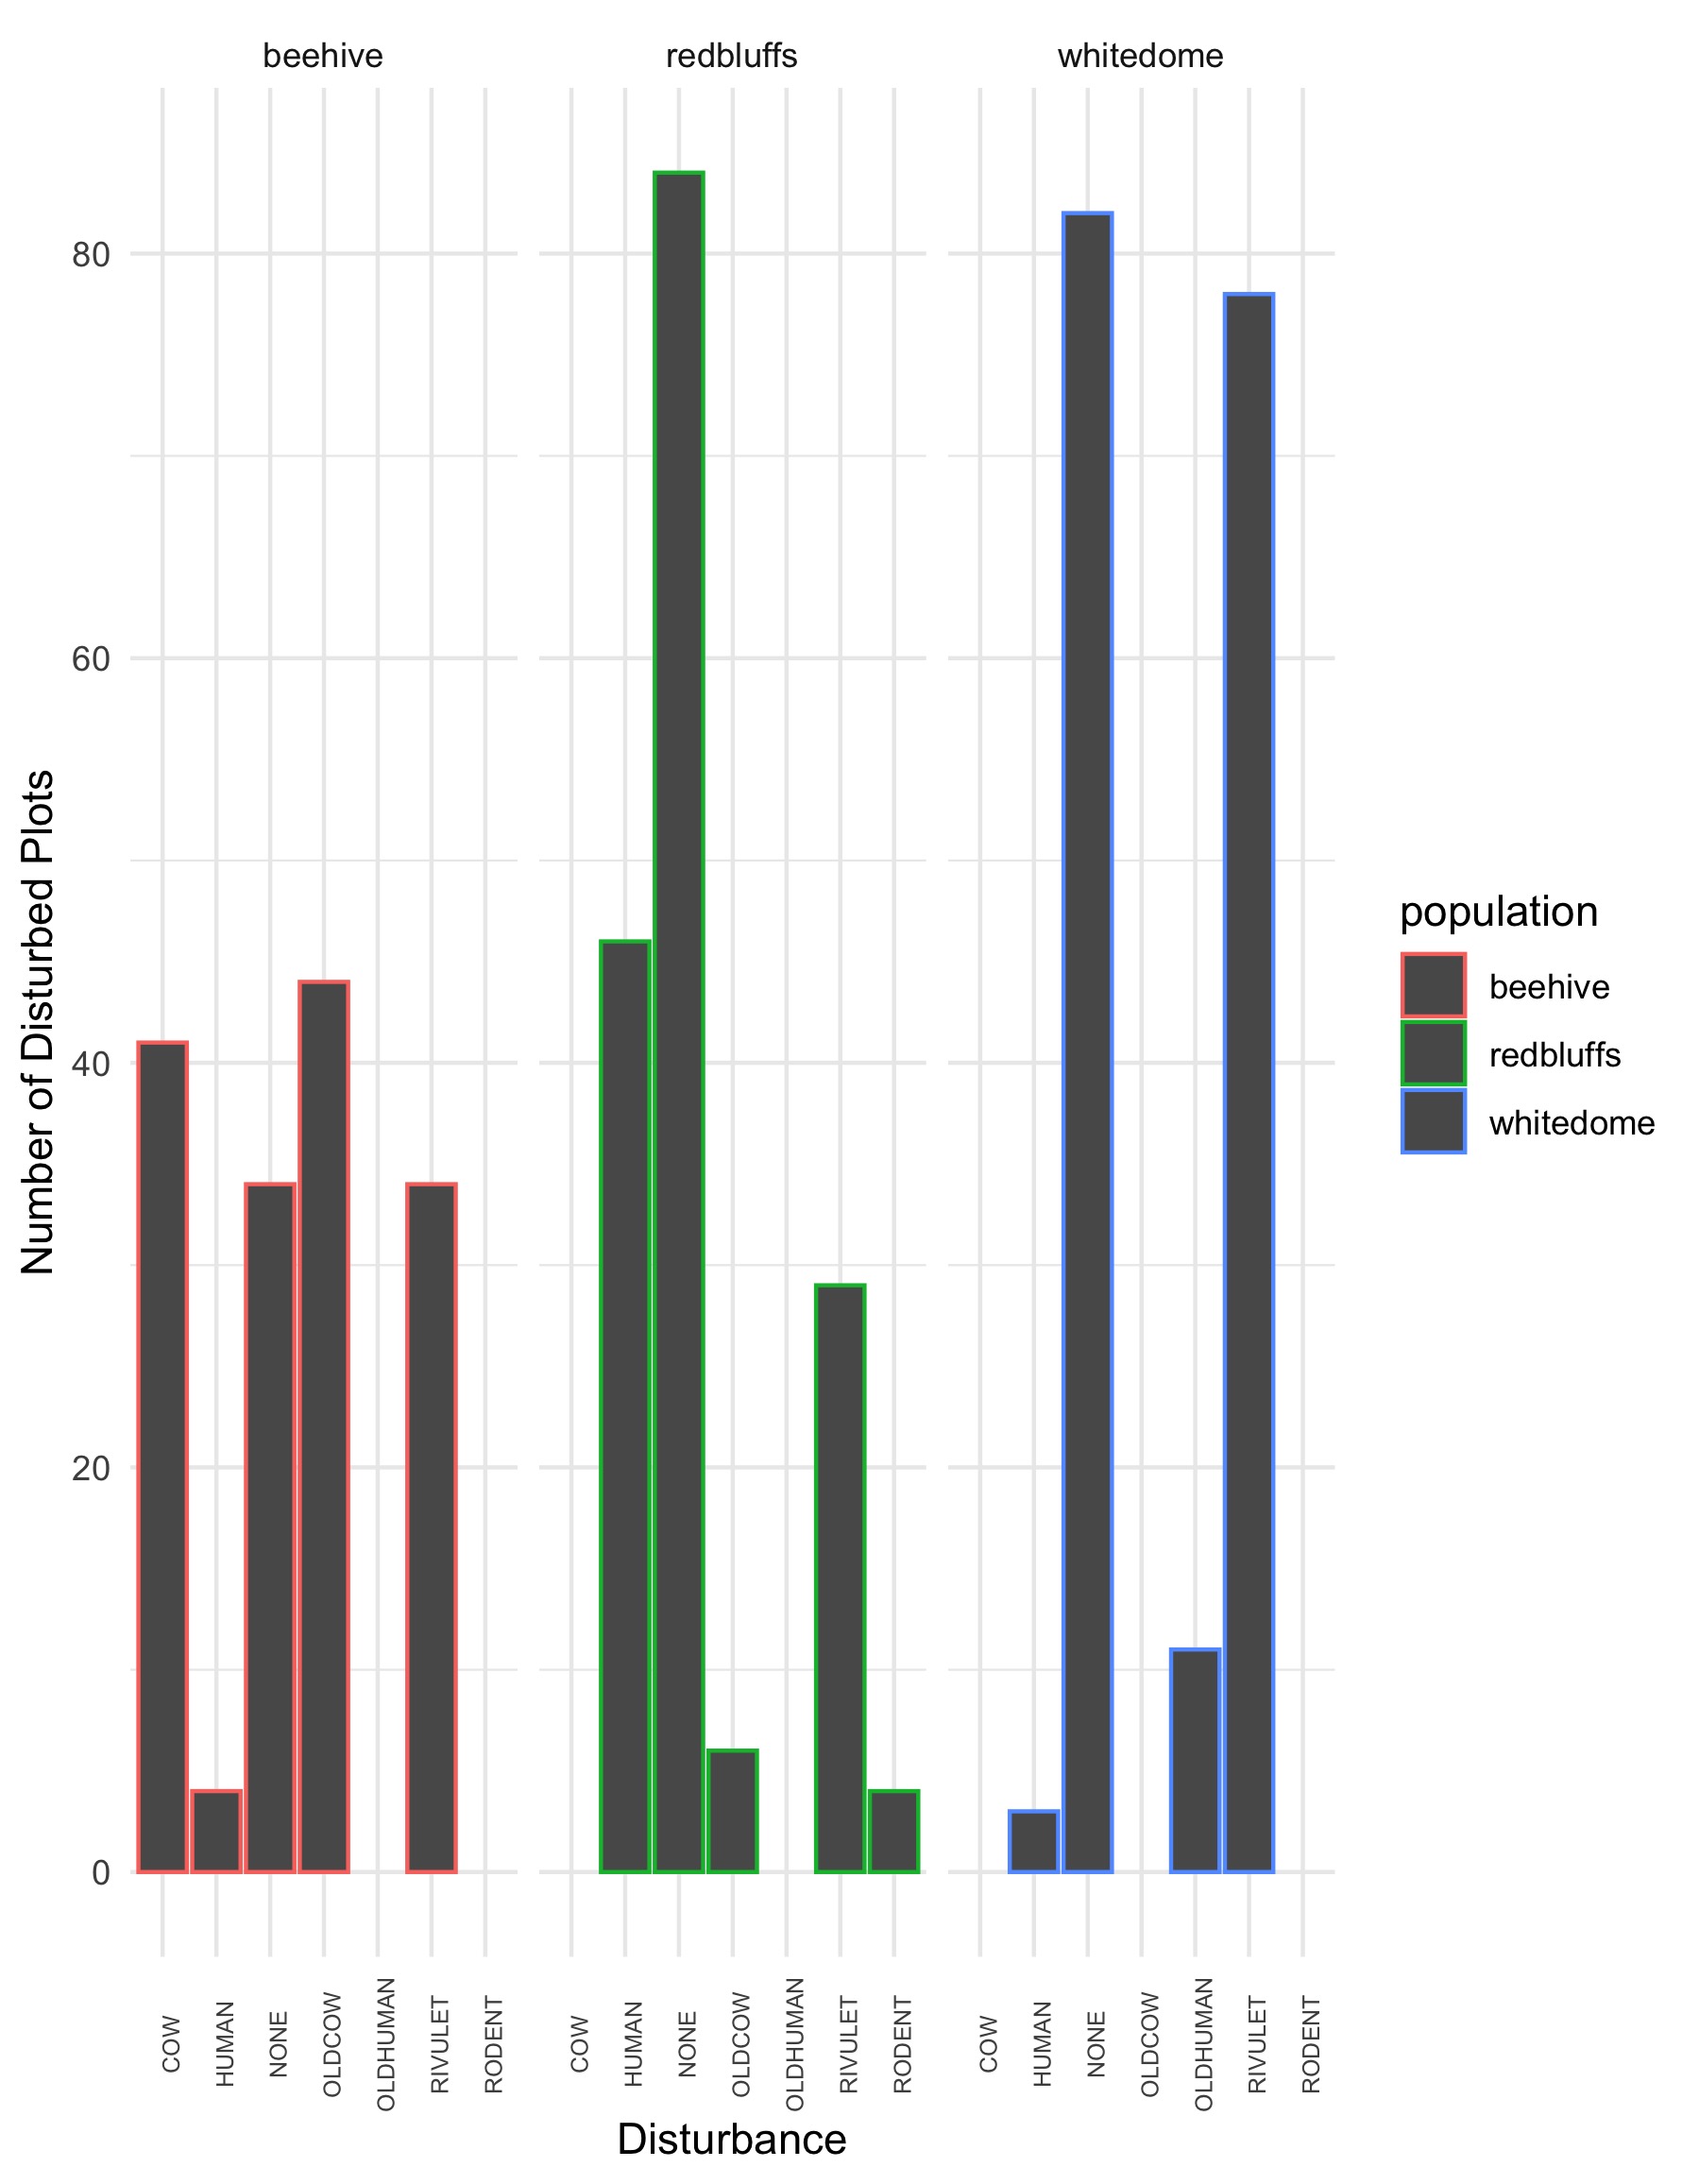 beehive redbluffs whitedome
80
60
40
20
0
Number of Disturbed Plots
COW HUMAN NONE OLDCOW OLDHUMAN RIVULET RODENT COW HUMAN NONE OLDCOW OLDHUMAN RIVULET RODENT COW HUMAN NONE OLDCOW OLDHUMAN RIVULET RODENT
Disturbance
population
beehive
redbluffs
whitedome